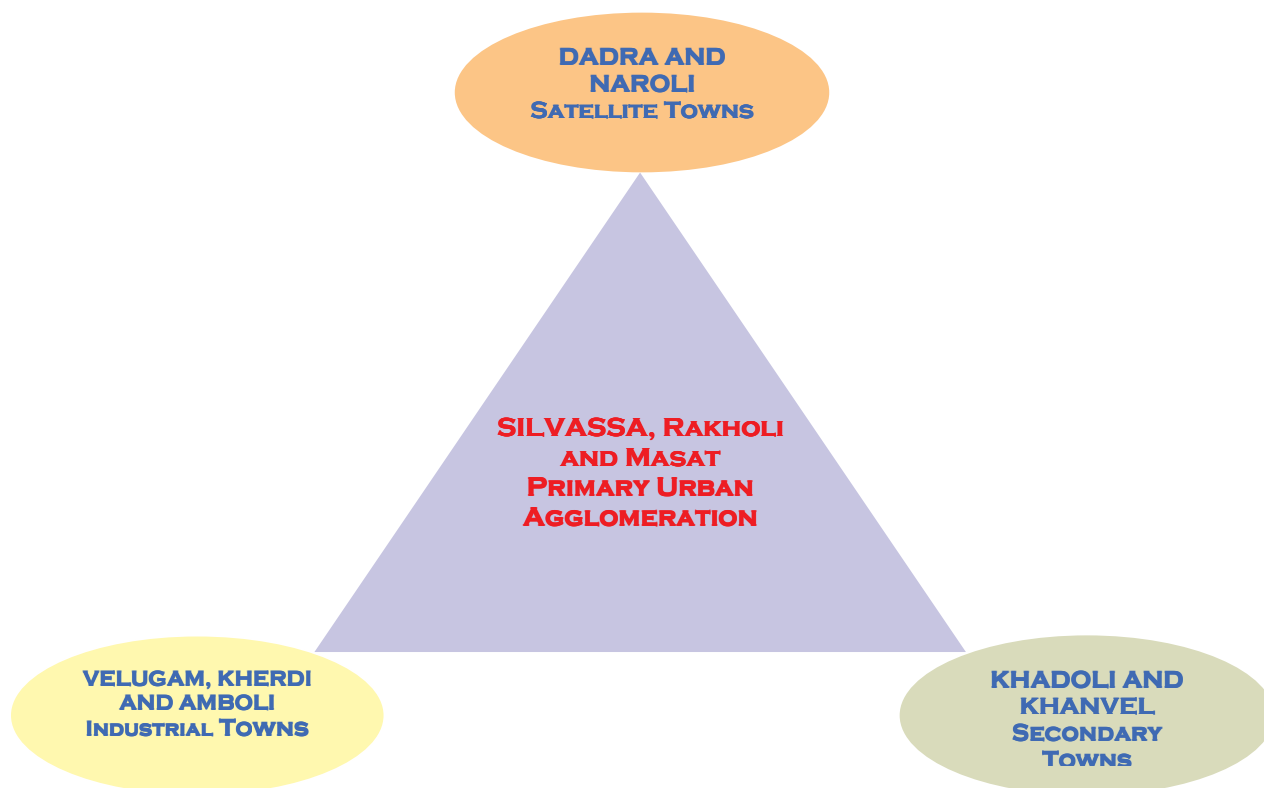 DADRA AND
NAROLI
SATELLITE TOWNS
SILVASSA, RAKHOLI
AND MASAT
PRIMARY URBAN
AGGLOMERATION
VELUGAM, KHERDI
AND AMBOLI
INDUSTRIAL TOWNS
KHADOLI AND
KHANVEL
SECONDARY
TOWNS